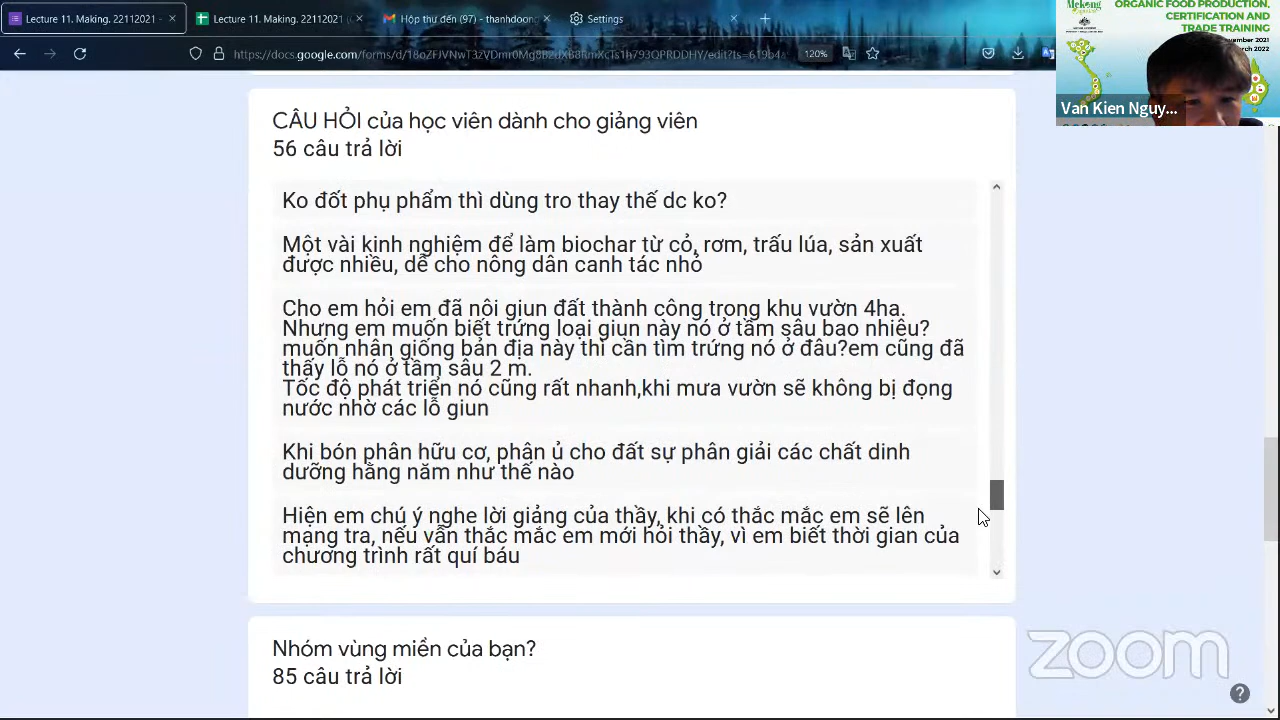 Lecture 11. Making. 22112021 -
Lecture 11. Making. 22112021 (
Hộp thư đến (97) - thanhdoong
Settings
120%
ORGANIC FOOD PRODUCTION,
CERTIFICATION AND
TRADE TRAINING
Mekong
Van Kien Nguy...
CÂU HỎI của học viên dành cho giảng viên
56 câu trả lời
Ko đốt phụ phẩm thì dùng tro thay thế dc ko?
Một vài kinh nghiệm để làm biochar từ cỏ, rơm, trấu lúa, sản xuất
được nhiều, dễ cho nông dân canh tác nhỏ
Cho em hỏi em đã nội giun đất thành công trong khu vườn 4ha.
Nhưng em muốn biết trứng loại giun này nó ở tầm sâu bao nhiêu?
muốn nhân giống bản địa này thì cần tìm trứng nó ở đâu?em cũng đã
thấy lỗ nó ở tầm sâu 2 m.
Tốc độ phát triển nó cũng rất nhanh,khi mưa vườn sẽ không bị đọng
nước nhờ các lỗ giun
Khi bón phân hữu cơ, phân ủ cho đất sự phân giải các chất dinh
dưỡng hằng năm như thế nào
Hiện em chú ý nghe lời giảng của thầy, khi có thắc mắc em sẽ lên
mạng tra, nếu vẫn thắc mắc em mới hỏi thầy, vì em biết thời gian của
chương trình rất quí báu
Nhóm vùng miền của bạn?
85 câu trả lời
zoom